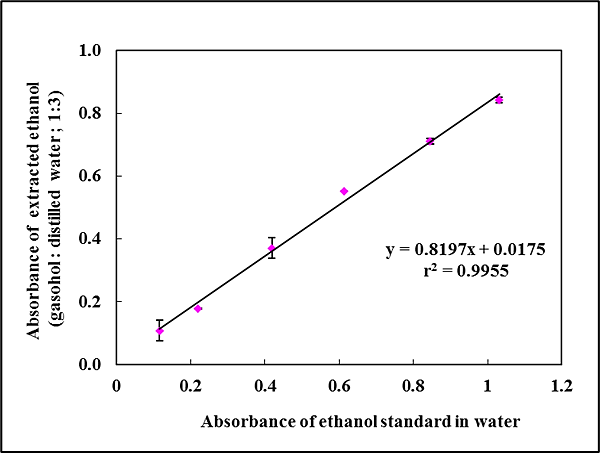 1.0
0.8
0.6
0.4
0.2
0.0
0
0.2
0.4
0.6
0.8
1
1.2
Absorbance of extracted ethanol
(gasohol : distilled water ; 1:3)
y = 0.8197x + 0.0175
r² = 0.9955
Absorbance of ethanol standard in water